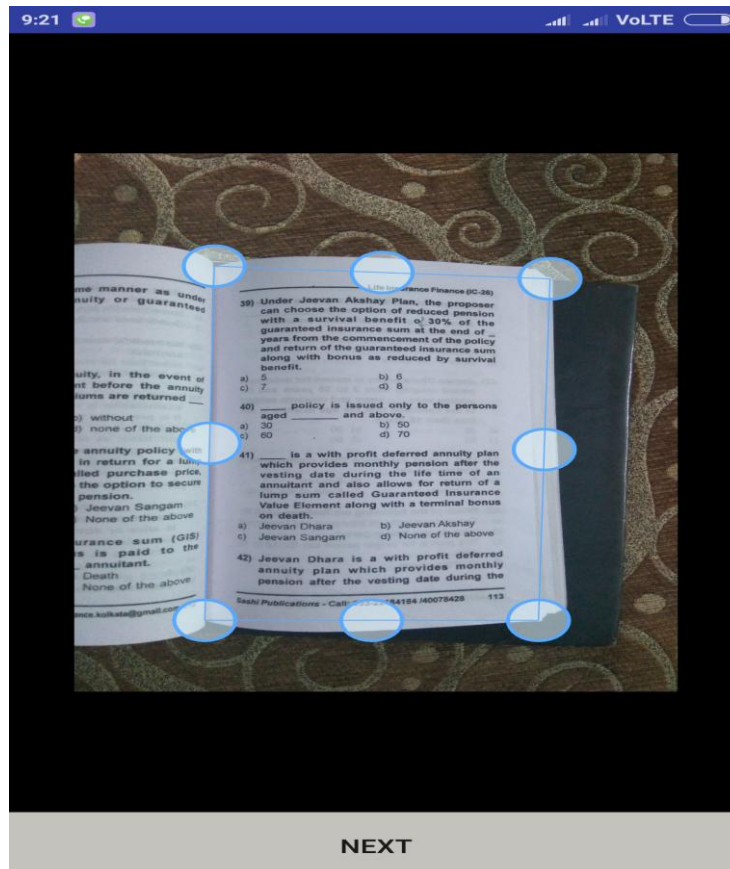 9:21
VoLTE
me manner as under
nuity or guaranteed
uity, in the event of
nt before the annuity
iums are returned __
b) without
d) none of the above
e annuity policy with
in return for a lump
lled purchase price,
the option to secure
pension.
Jeevan Sangam
None of the above
urance sum (GIS)
s is paid to the
_ annuitant.
Death
None of the above
ance.kolkata@gmail.com
Life Insurance Finance (IC-26)
39) Under Jeevan Akshay Plan, the proposer
can choose the option of reduced pension
with a survival benefit of 30% of the
guaranteed insurance sum at the end of _
years from the commencement of the policy
and return of the guaranteed insurance sum
along with bonus as reduced by survival
benefit.
a) 5 b) 6
c) 7 d) 8
40) ____ policy is issued only to the persons
aged ________ and above.
a) 30 b) 50
c) 60 d) 70
41) ____ is a with profit deferred annuity plan
which provides monthly pension after the
vesting date during the life time of an
annuitant and also allows for return of a
lump sum called Guaranteed Insurance
Value Element along with a terminal bonus
on death.
a) Jeevan Dhara b) Jeevan Akshay
c) Jeevan Sangam d) None of the above
42) Jeevan Dhara is a with profit deferred
annuity plan which provides monthly
pension after the vesting date during the
Sashi Publications - Call: /40078428 113
NEXT